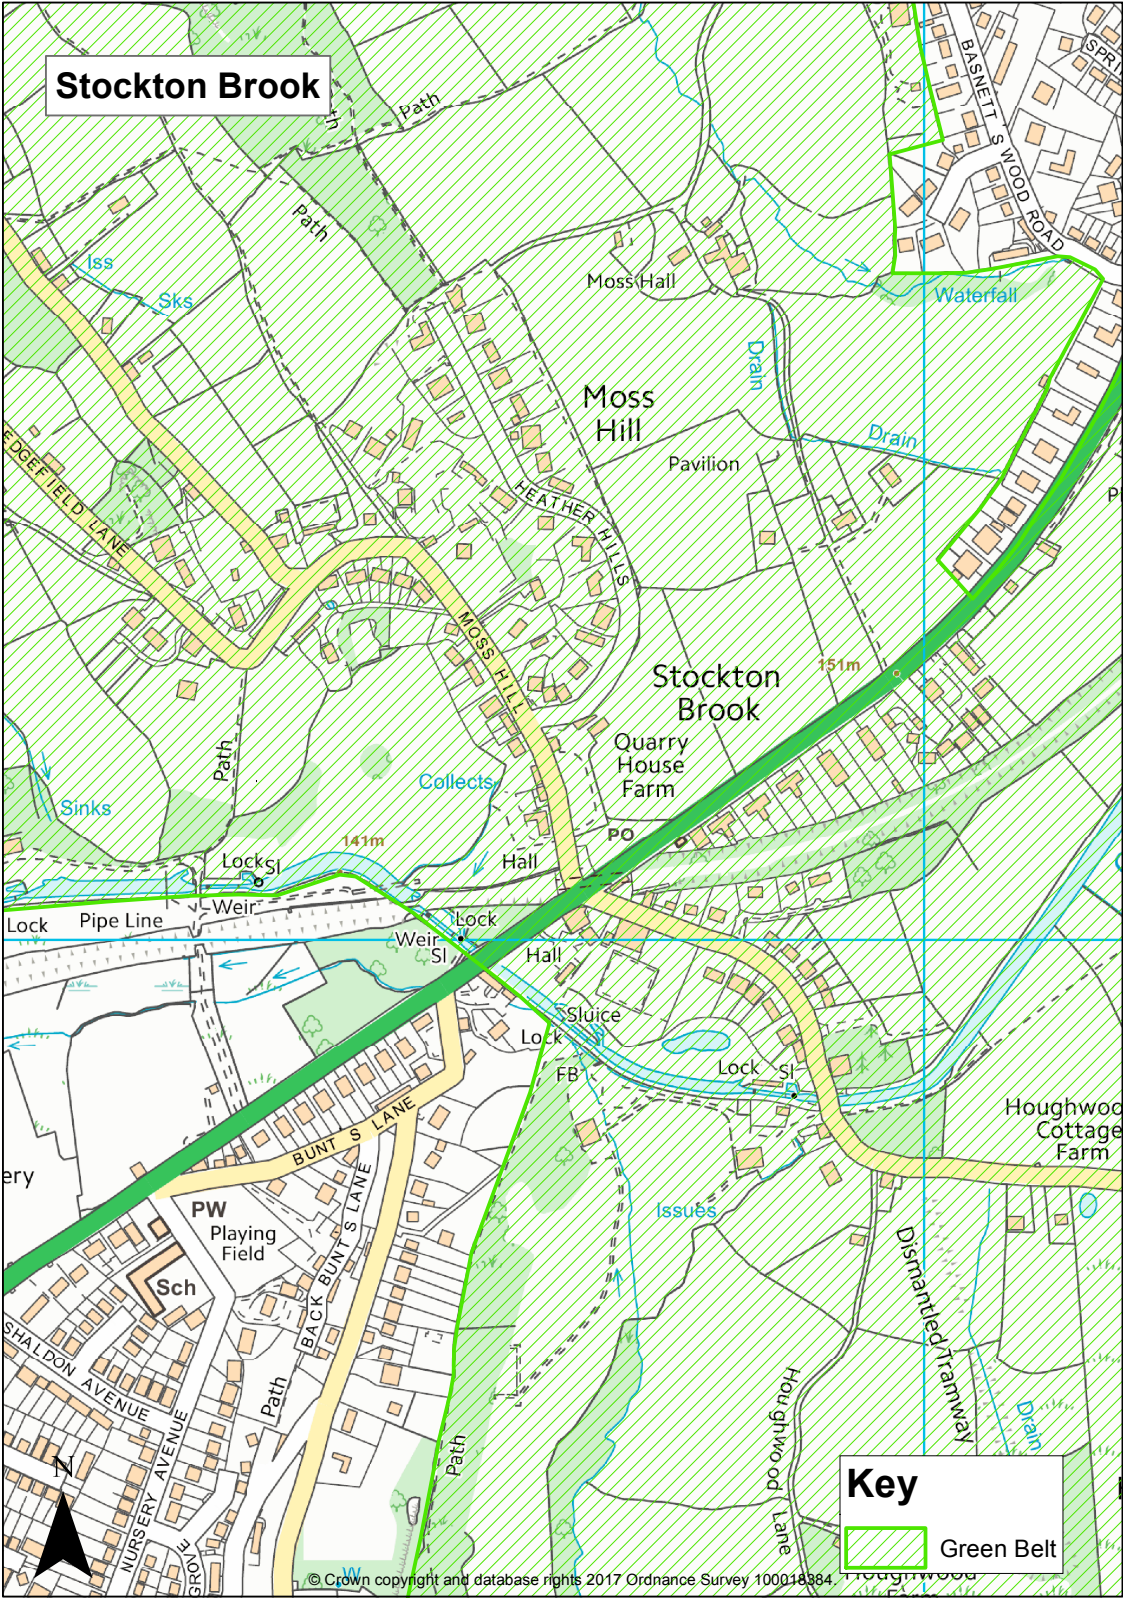 Stockton Brook
Path
Path
BASNETT S WOOD ROAD
Iss
Sks
Moss Hall
Waterfall
Drain
Moss
Hill
Drain
Pavilion
EDGEFIELD LANE
HEATHER HILLS
MOSS HILL
151m
Stockton
Brook
Quarry
House
Farm
Path
Collects
Sinks
PO
141m
Lock
Sl
Hall
Weir
Lock
Pipe Line
Lock
Weir
Sl
Hall
Sluice
Lock
FB
Lock
Sl
Houghwoo
Cottage
Farm
BUNT S LANE
ery
PW
Playing
Field
Issues
BACK BUNT S LANE
Sch
Dismantled Tramway
SHALDON AVENUE
Path
Houghwood Lane
Drain
Path
NURSERY AVENUE
GROVE
N
W
Key
Green Belt
© Crown copyright and database rights 2017 Ordnance Survey 100018384.